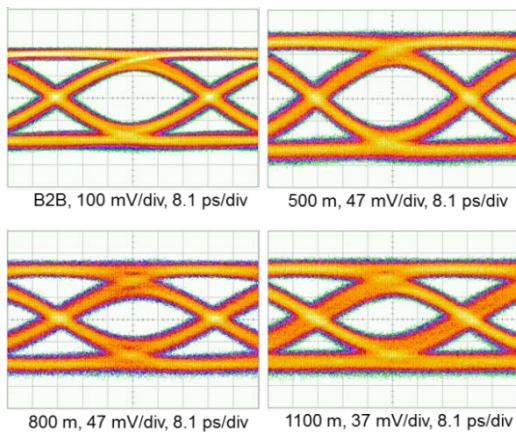 B2B, 100 mV/div, 8.1 ps/div
500 m, 47 mV/div, 8.1 ps/div
800 m, 47 mV/div, 8.1 ps/div
1100 m, 37 mV/div, 8.1 ps/div